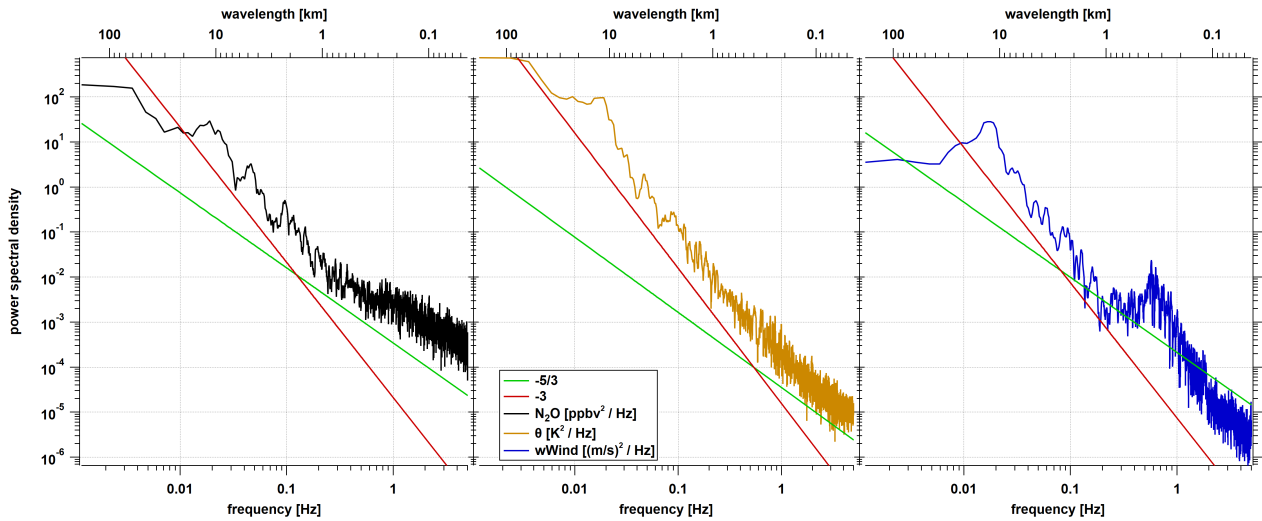 wavelength [km] wavelength [km] wavelength [km]
100 10 1 0.1 100 10 1 0.1 100 10 1 0.1
power spectral density
10² 10¹ 10⁰ 10⁻¹ 10⁻² 10⁻³ 10⁻⁴ 10⁻⁵ 10⁻⁶
-5/3
-3
N₂O [ppbv² / Hz]
θ [K² / Hz]
wWind [(m/s)² / Hz]
0.01 0.1 1 0.01 0.1 1 0.01 0.1 1
frequency [Hz] frequency [Hz] frequency [Hz]